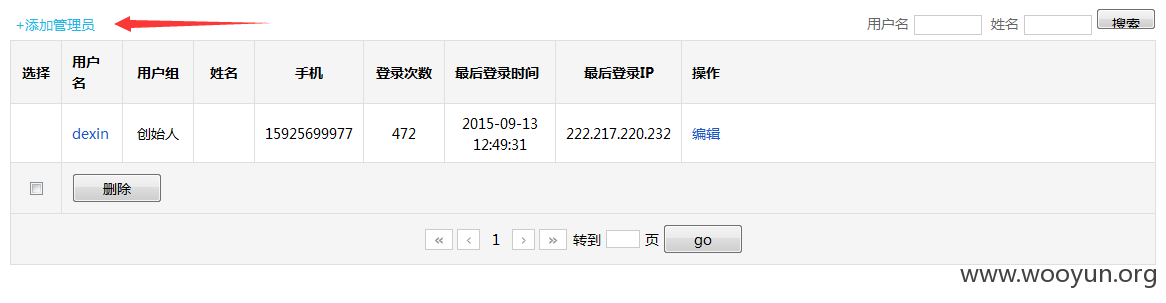 +添加管理员
用户名 姓名 搜索
选择 用户名 用户组 姓名 手机 登录次数 最后登录时间 最后登录IP 操作
dexin 创始人 15925699977 472 2015-09-13 12:49:31 222.217.220.232 编辑
删除
« ‹ 1 › » 转到 页 go
www.wooyun.org